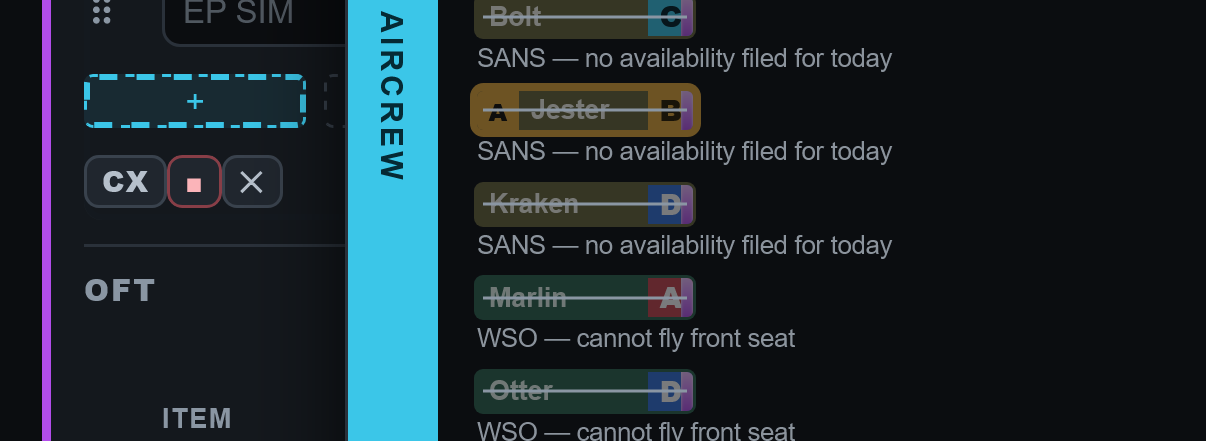 EP SIM
+
CX
OFT
ITEM
AIRCREW
Bolt C
SANS — no availability filed for today
A Jester B
SANS — no availability filed for today
Kraken D
SANS — no availability filed for today
Marlin A
WSO — cannot fly front seat
Otter D
WSO — cannot fly front seat